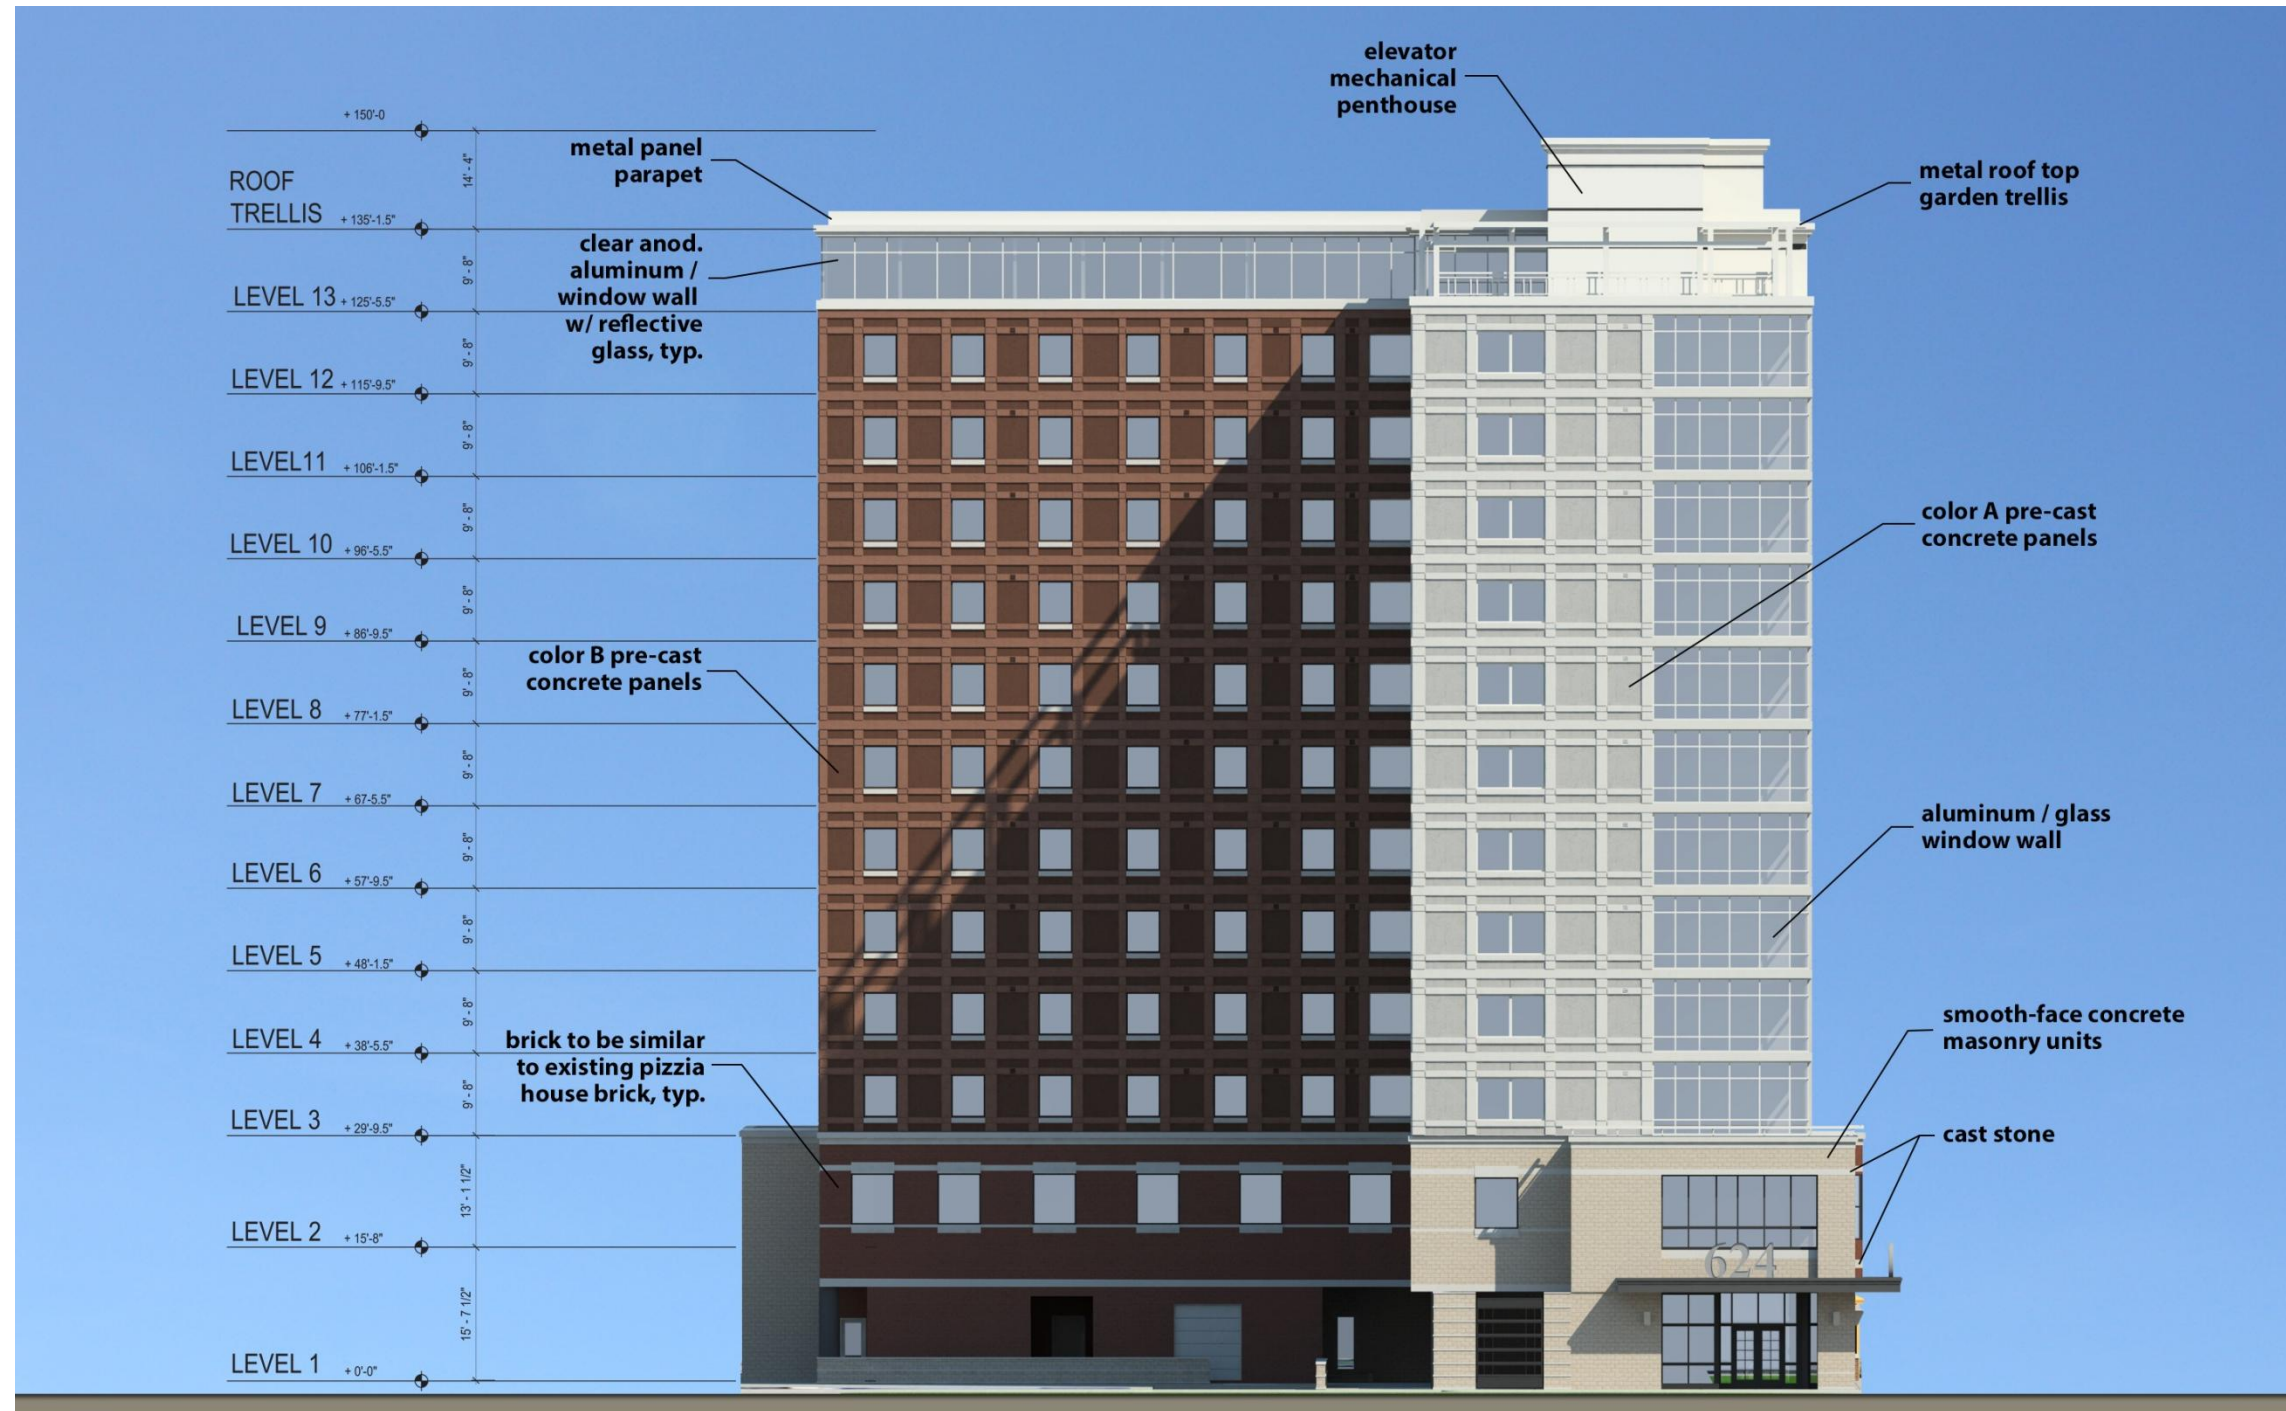 + 150'-0
14' - 4"
ROOF
TRELLIS + 135'-1.5"
9' - 8"
LEVEL 13 + 125'-5.5"
9' - 8"
LEVEL 12 + 115'-9.5"
9' - 8"
LEVEL11 + 106'-1.5"
9' - 8"
LEVEL 10 + 96'-5.5"
9' - 8"
LEVEL 9 + 86'-9.5"
9' - 8"
LEVEL 8 + 77'-1.5"
9' - 8"
LEVEL 7 + 67-5.5"
9' - 8"
LEVEL 6 + 57'-9.5"
9' - 8"
LEVEL 5 + 48'-1.5"
9' - 8"
LEVEL 4 + 38'-5.5"
9' - 8"
LEVEL 3 + 29'-9.5"
13' - 1 1/2"
LEVEL 2 + 15'-8"
15' - 7 1/2"
LEVEL 1 + 0'-0"
metal panel
parapet
clear anod.
aluminum /
window wall
w/ reflective
glass, typ.
color B pre-cast
concrete panels
brick to be similar
to existing pizzia
house brick, typ.
elevator
mechanical
penthouse
metal roof top
garden trellis
color A pre-cast
concrete panels
aluminum / glass
window wall
smooth-face concrete
masonry units
cast stone
624